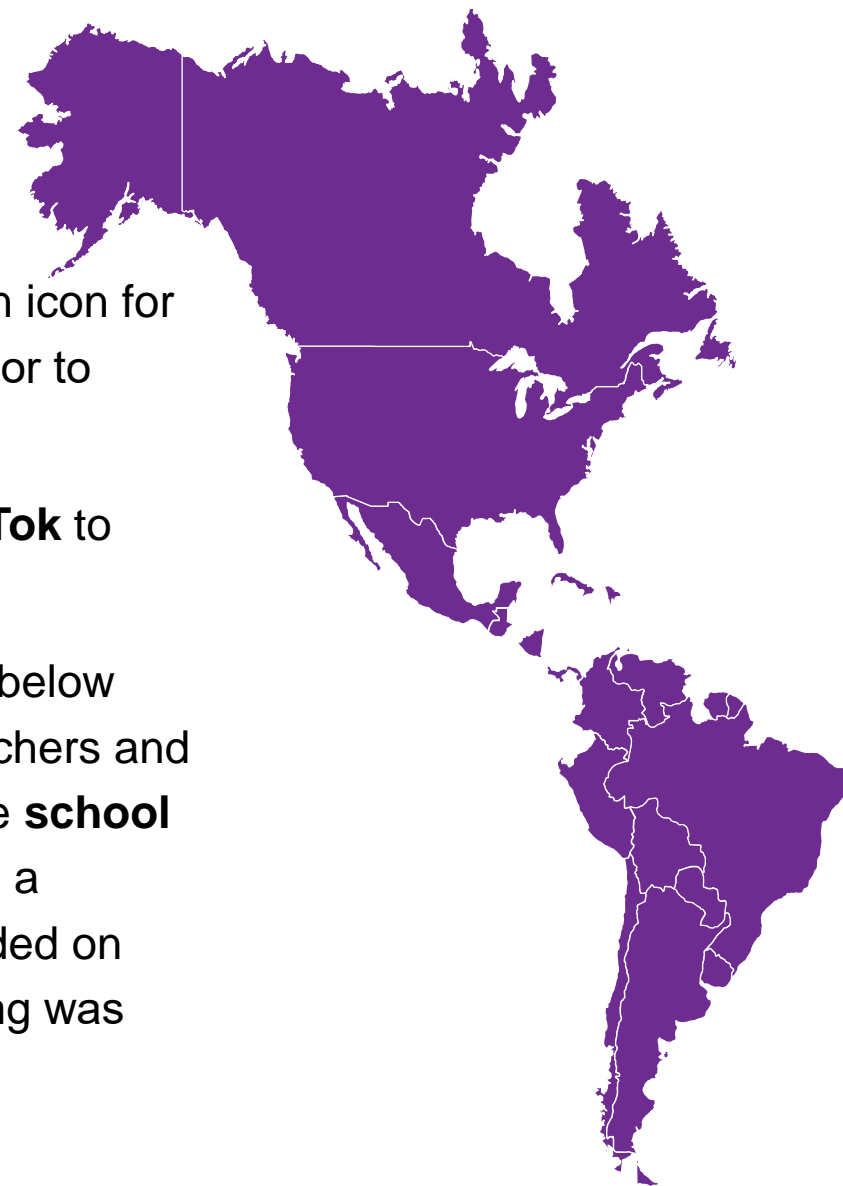 icon for
or to
Tok to
below
chers and
e school
a
ded on
ng was